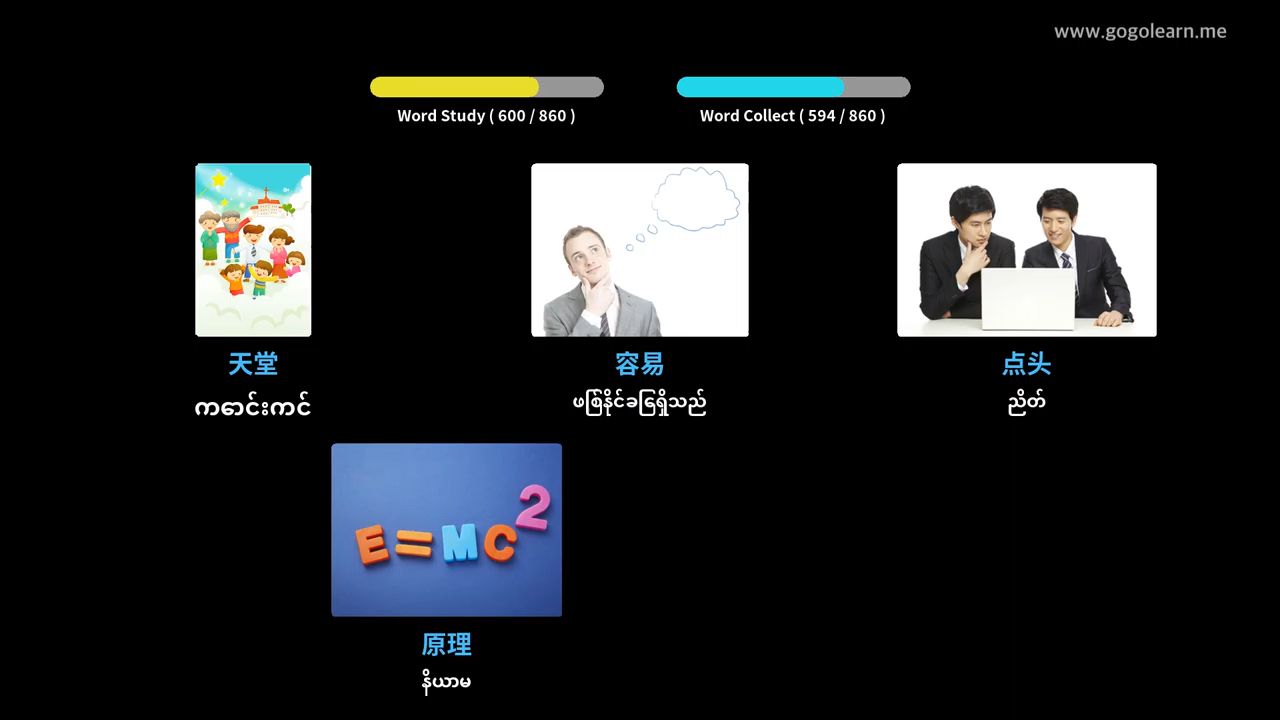 www.gogolearn.me
Word Study ( 600 / 860 )
Word Collect ( 594 / 860 )
天堂
ကောင်းကင်
容易
ဖြစ်နိုင်ခြေရှိသည်
点头
ညိတ်
E=MC2
原理
နိယာမ